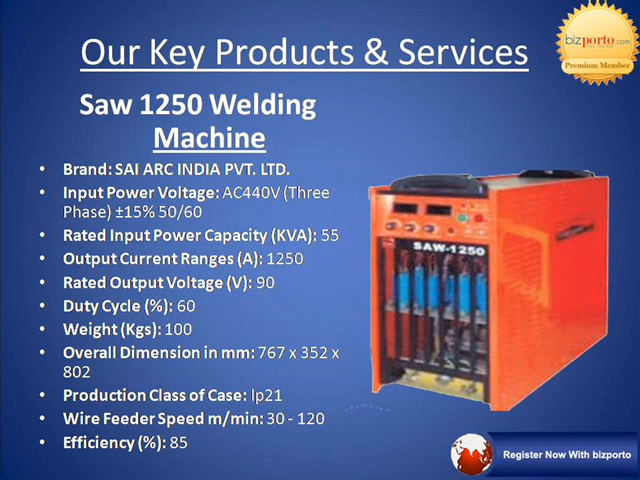 Our Key Products & Services
bizporto.com
Premium Member
Saw 1250 Welding
Machine
• Brand: SAI ARC INDIA PVT. LTD.
• Input Power Voltage: AC440V (Three
Phase) ±15% 50/60
• Rated Input Power Capacity (KVA): 55
• Output Current Ranges (A): 1250
• Rated Output Voltage (V): 90
• Duty Cycle (%): 60
• Weight (Kgs): 100
• Overall Dimension in mm: 767 x 352 x
802
• Production Class of Case: lp21
• Wire Feeder Speed m/min: 30 - 120
• Efficiency (%): 85
SAW-1250
Register Now With bizporto